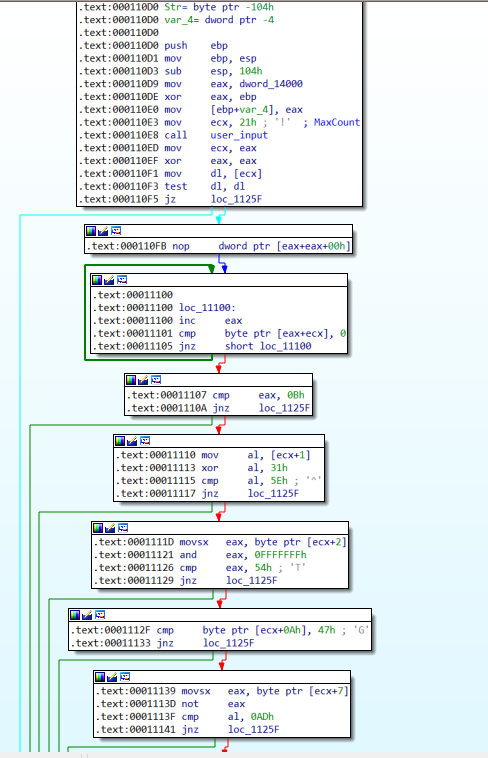 .text:000110D0 Str= byte ptr -104h
.text:000110D0 var_4= dword ptr -4
.text:000110D0
.text:000110D0 push ebp
.text:000110D1 mov ebp, esp
.text:000110D3 sub esp, 104h
.text:000110D9 mov eax, dword_14000
.text:000110DE xor eax, ebp
.text:000110E0 mov [ebp+var_4], eax
.text:000110E3 mov ecx, 21h ; '!' ; MaxCount
.text:000110E8 call user_input
.text:000110ED mov ecx, eax
.text:000110EF xor eax, eax
.text:000110F1 mov dl, [ecx]
.text:000110F3 test dl, dl
.text:000110F5 jz loc_1125F
.text:000110FB nop dword ptr [eax+eax+00h]
.text:00011100
.text:00011100 loc_11100:
.text:00011100 inc eax
.text:00011101 cmp byte ptr [eax+ecx], 0
.text:00011105 jnz short loc_11100
.text:00011107 cmp eax, 0Bh
.text:0001110A jnz loc_1125F
.text:00011110 mov al, [ecx+1]
.text:00011113 xor al, 31h
.text:00011115 cmp al, 5Eh ; '^'
.text:00011117 jnz loc_1125F
.text:0001111D movsx eax, byte ptr [ecx+2]
.text:00011121 and eax, 0FFFFFFFh
.text:00011126 cmp eax, 54h ; 'T'
.text:00011129 jnz loc_1125F
.text:0001112F cmp byte ptr [ecx+0Ah], 47h ; 'G'
.text:00011133 jnz loc_1125F
.text:00011139 movsx eax, byte ptr [ecx+7]
.text:0001113D not eax
.text:0001113F cmp al, 0ADh
.text:00011141 jnz loc_1125F